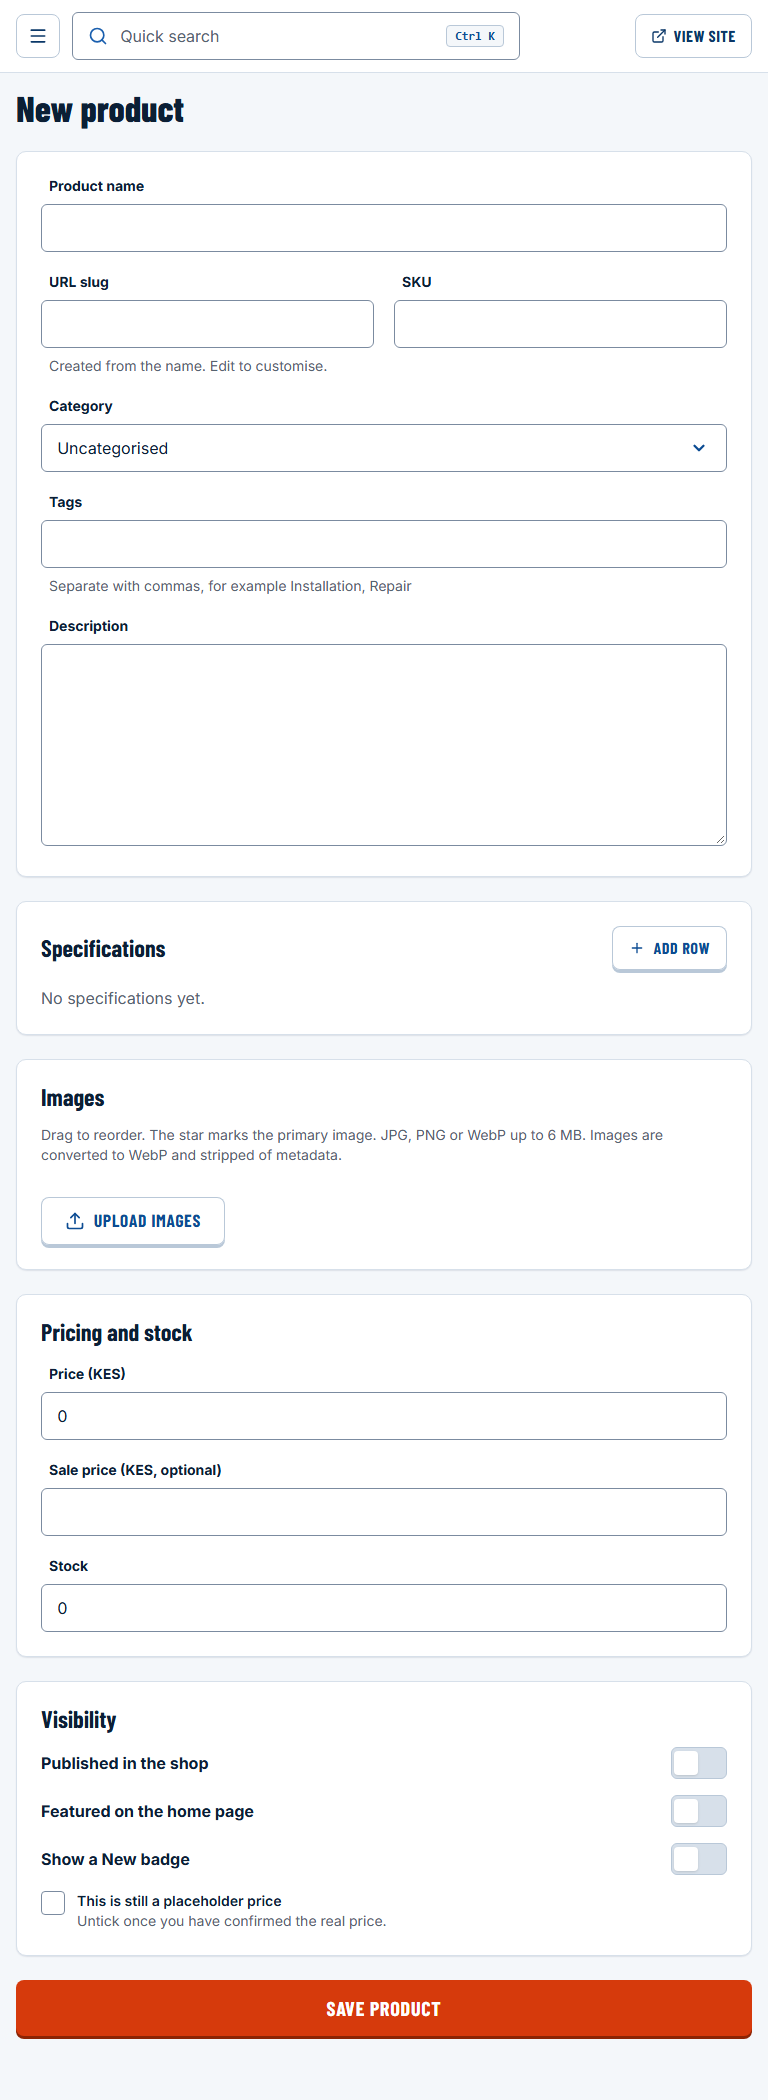 Quick search
Ctrl K
VIEW SITE
New product
Product name
URL slug
SKU
Created from the name. Edit to customise.
Category
Uncategorised
Tags
Separate with commas, for example Installation, Repair
Description
Specifications
ADD ROW
No specifications yet.
Images
Drag to reorder. The star marks the primary image. JPG, PNG or WebP up to 6 MB. Images are
converted to WebP and stripped of metadata.
UPLOAD IMAGES
Pricing and stock
Price (KES)
0
Sale price (KES, optional)
Stock
0
Visibility
Published in the shop
Featured on the home page
Show a New badge
This is still a placeholder price
Untick once you have confirmed the real price.
SAVE PRODUCT